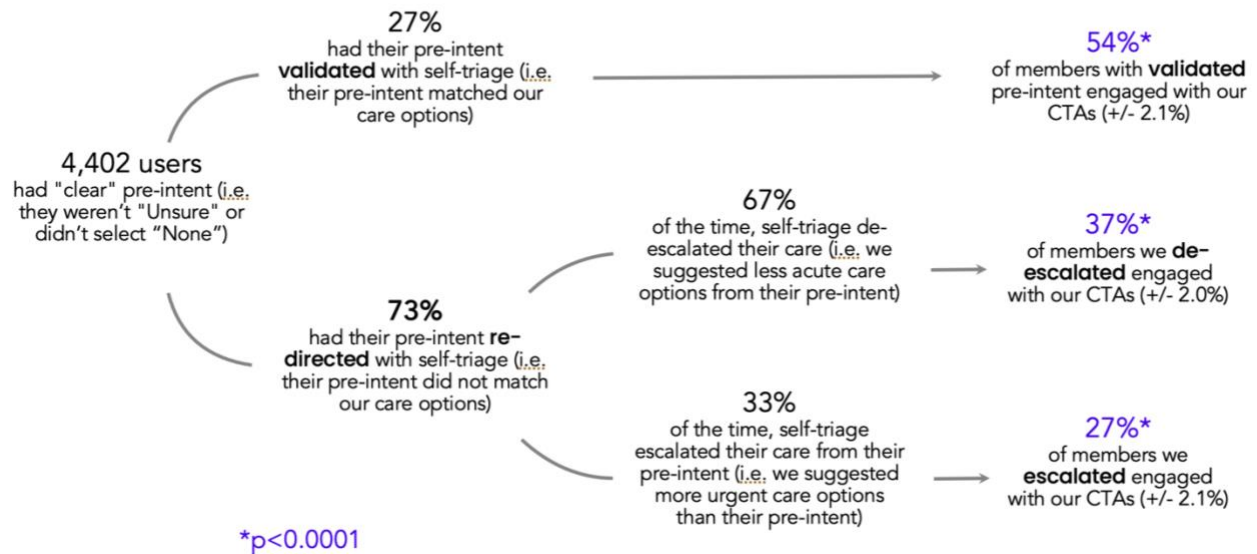 4,402 users
had "clear" pre-intent (i.e.
they weren't "Unsure" or
didn't select “None”)
27%
had their pre-intent
validated with self-triage (i.e.
their pre-intent matched our
care options)
54%*
of members with validated
pre-intent engaged with our
CTAs (+/- 2.1%)
73%
had their pre-intent re-
directed with self-triage (i.e.
their pre-intent did not match
our care options)
67%
of the time, self-triage de-
escalated their care (i.e. we
suggested less acute care
options from their pre-intent)
37%*
of members we de-
escalated engaged
with our CTAs (+/- 2.0%)
33%
of the time, self-triage
escalated their care from their
pre-intent (i.e. we suggested
more urgent care options
than their pre-intent)
27%*
of members we
escalated engaged
with our CTAs (+/- 2.1%)
*p<0.0001